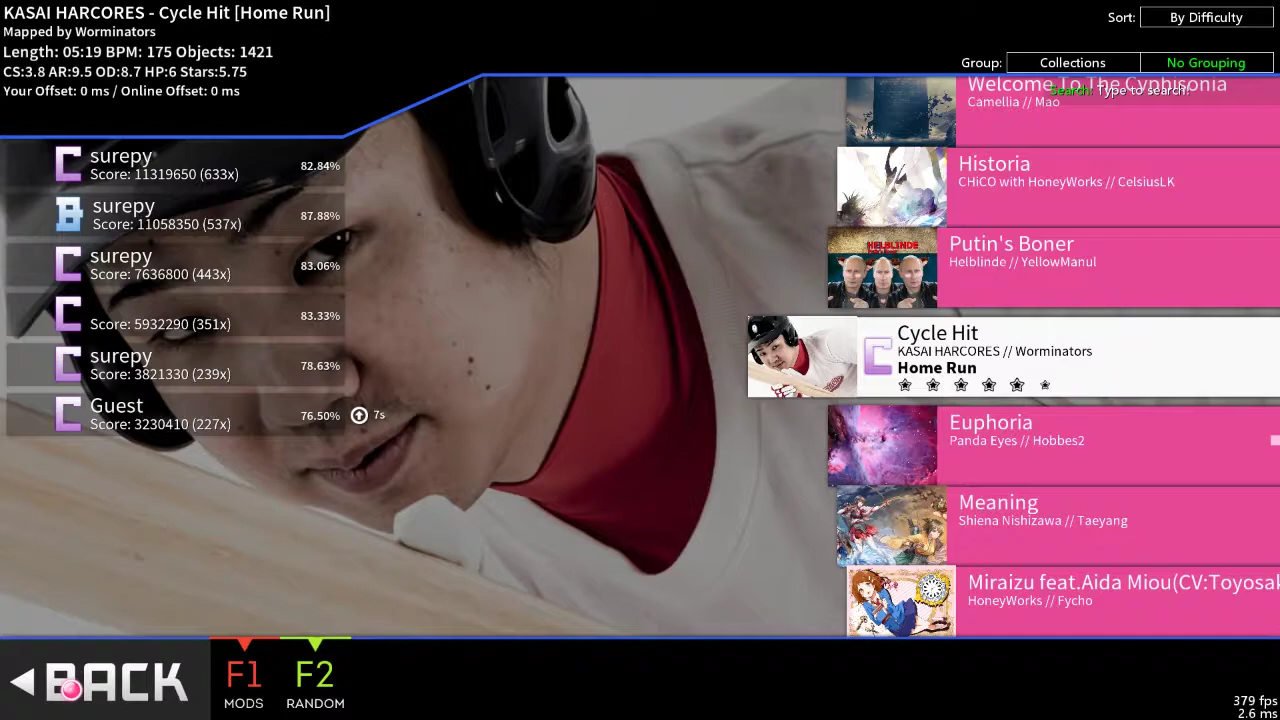 KASAI HARCORES - Cycle Hit [Home Run]
Mapped by Worminators
Length: 05:19 BPM: 175 Objects: 1421
CS:3.8 AR:9.5 OD:8.7 HP:6 Stars:5.75
Your Offset: 0 ms / Online Offset: 0 ms
Sort: By Difficulty
Group: Collections No Grouping
Search: Type to search!
C surepy
Score: 11319650 (633x) 82.84%
B surepy
Score: 11058350 (537x) 87.88%
C surepy
Score: 7636800 (443x) 83.06%
C
Score: 5932290 (351x) 83.33%
C surepy
Score: 3821330 (239x) 78.63%
C Guest
Score: 3230410 (227x) 76.50% 7s
Welcome To The Cyphisonia
Camellia // Mao
Historia
CHiCO with HoneyWorks // CelsiusLK
HELBLINDE
Putin's Boner
Helblinde // YellowManul
C Cycle Hit
KASAI HARCORES // Worminators
Home Run
Euphoria
Panda Eyes // Hobbes2
Meaning
Shiena Nishizawa // Taeyang
Miraizu feat.Aida Miou(CV:Toyosak
HoneyWorks // Fycho
BACK
F1
MODS
F2
RANDOM
379 fps
2.6 ms